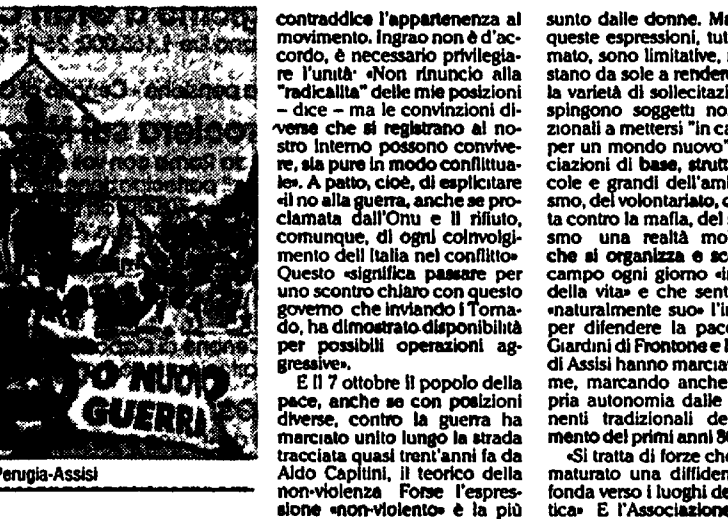 GUERRA
Perugia-Assisi
contraddice l'appartenenza al
movimento. Ingrao non è d'ac-
cordo, è necessario privilegia-
re l'unità· «Non rinuncio alla
"radicalita" delle mie posizioni
– dice – ma le convinzioni di-
verse che si registrano al no-
stro interno possono convive-
re, sia pure in modo conflittua-
le». A patto, cioè, di esplicitare
«il no alla guerra, anche se pro-
clamata dall'Onu e il rifiuto,
comunque, di ogni coinvolgi-
mento dell Italia nel conflitto»
Questo «significa passare per
uno scontro chiaro con questo
governo che inviando i Torna-
do, ha dimostrato disponibilità
per possibili operazioni ag-
gressive».
E il 7 ottobre il popolo della
pace, anche se con posizioni
diverse, contro la guerra ha
marciato unito lungo la strada
tracciata quasi trent'anni fa da
Aldo Capitini, il teorico della
non-violenza Forse l'espres-
sione «non-violento» è la più
sunto dalle donne. Ma
queste espressioni, tut
mato, sono limitative,
stano da sole a render
la varietà di sollecitazi
spingono soggetti no
zionali a mettersi "in ca
per un mondo nuovo"
ciazioni di base, strutt
cole e grandi dell'ami
smo, del volontariato, d
ta contro la mafia, del
smo una realtà mo
che si organizza e sc
campo ogni giorno «i
della vita» e che sent
«naturalmente suo» l'i
per difendere la pac
Giardini di Frontone e l
di Assisi hanno marciat
me, marcando anche
pria autonomia dalle
nenti tradizionali de
mento dei primi anni 8
«Si tratta di forze che
maturato una diffiden
fonda verso i luoghi de
tica» E l'Associazione